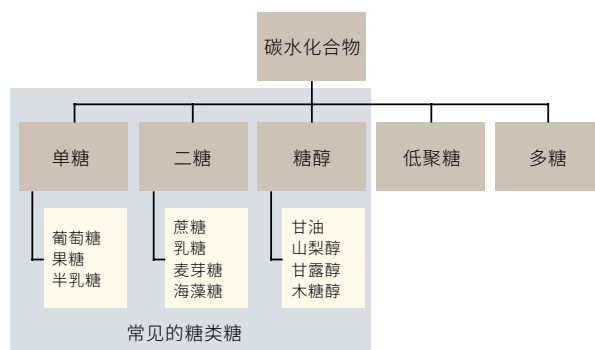 碳水化合物
单糖
二糖
糖醇
低聚糖
多糖
葡萄糖
果糖
半乳糖
蔗糖
乳糖
麦芽糖
海藻糖
甘油
山梨醇
甘露醇
木糖醇
常见的糖类糖